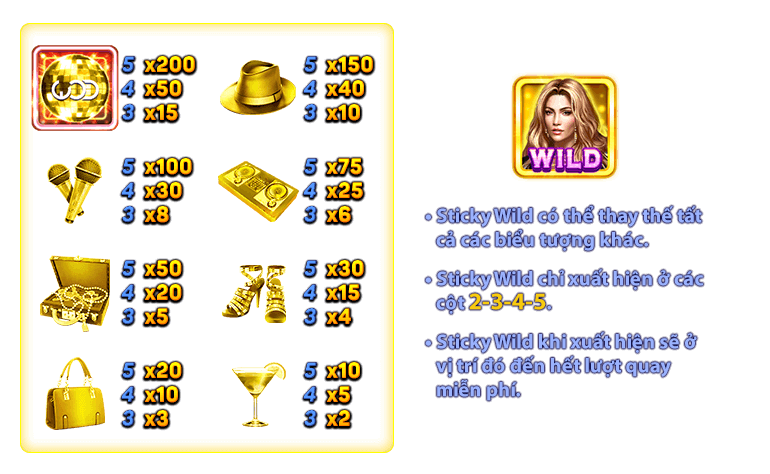 5 x200
4 x50
3 x15
5 x150
4 x40
3 x10
5 x100
4 x30
3 x8
5 x75
4 x25
3 x6
5 x50
4 x20
3 x5
5 x30
4 x15
3 x4
5 x20
4 x10
3 x3
5 x10
4 x5
3 x2
WILD
• Sticky Wild có thể thay thế tất
cả các biểu tượng khác.
• Sticky Wild chỉ xuất hiện ở các
cột 2-3-4-5.
• Sticky Wild khi xuất hiện sẽ ở
vị trí đó đến hết lượt quay
miễn phí.